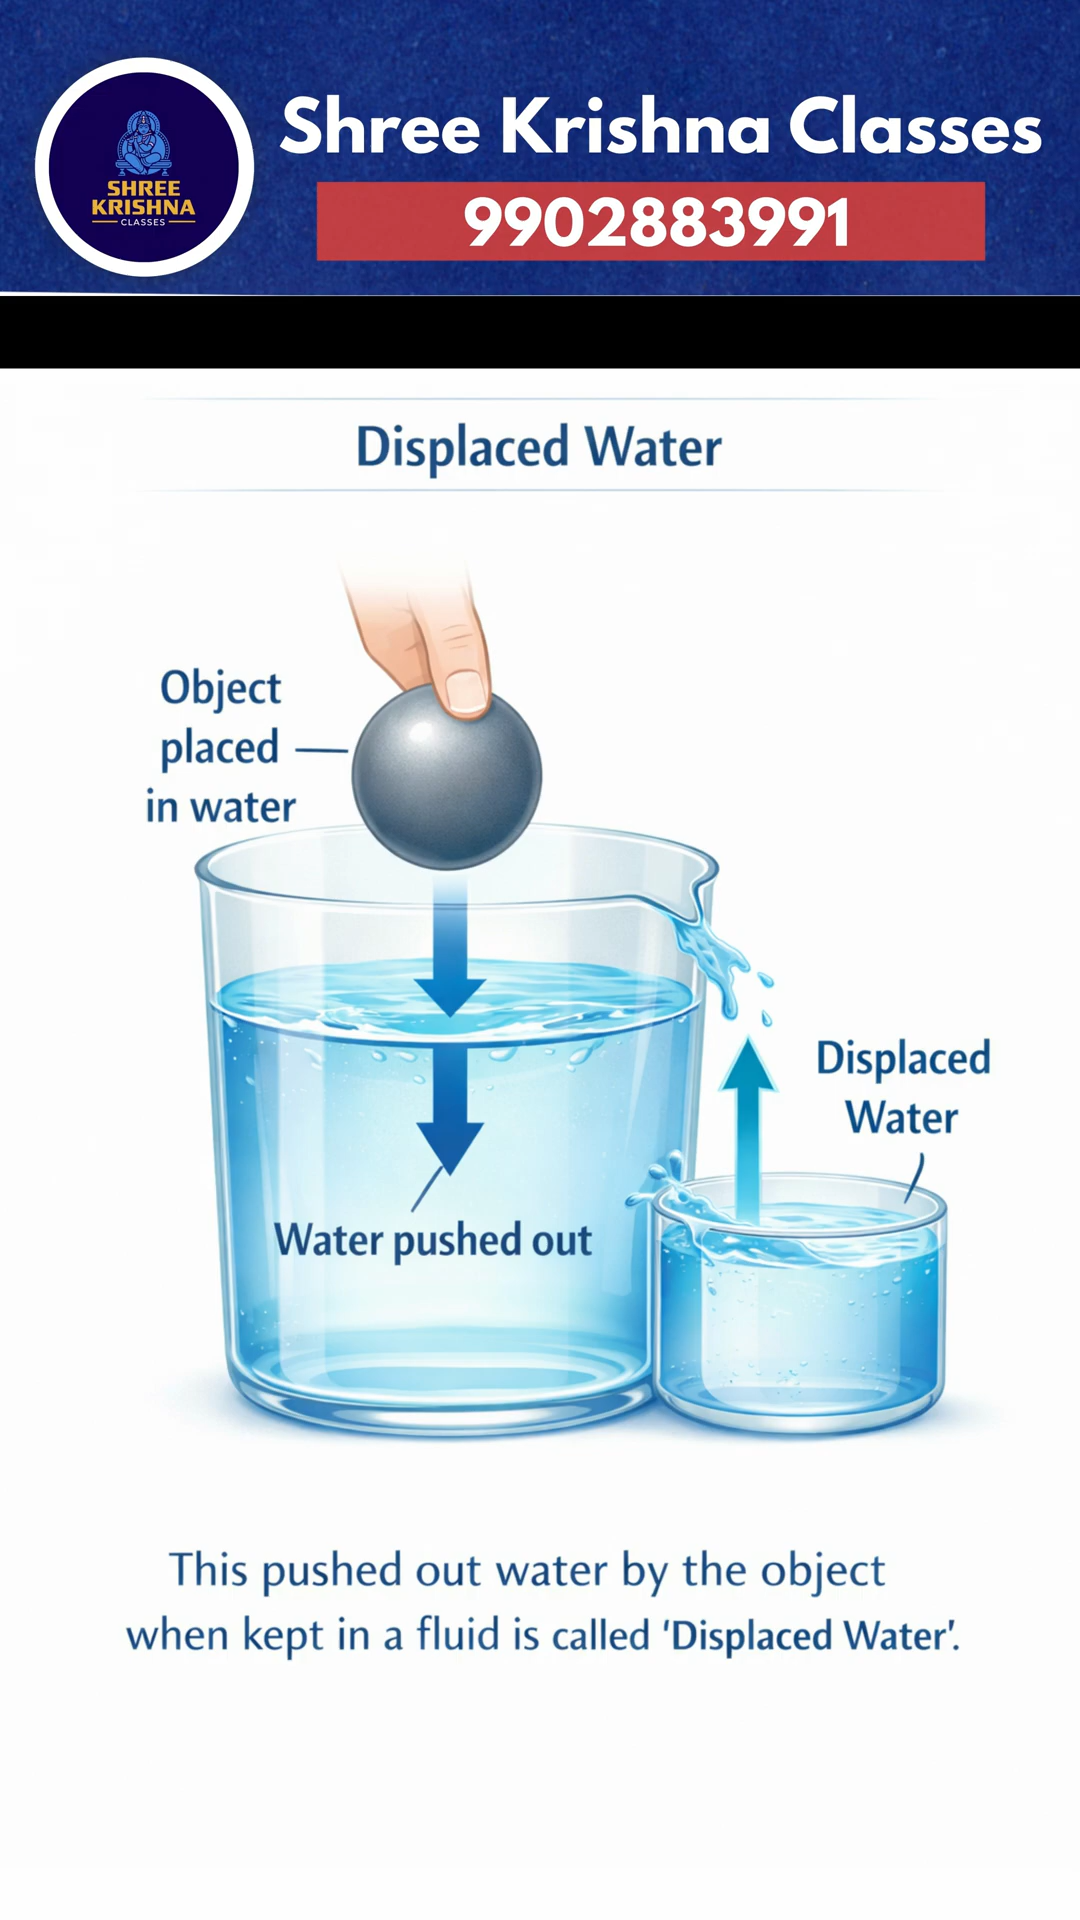 SHREE
KRISHNA
CLASSES
Shree Krishna Classes
9902883991
Displaced Water
Object
placed
in water
Displaced
Water
Water pushed out
This pushed out water by the object
when kept in a fluid is called 'Displaced Water'.